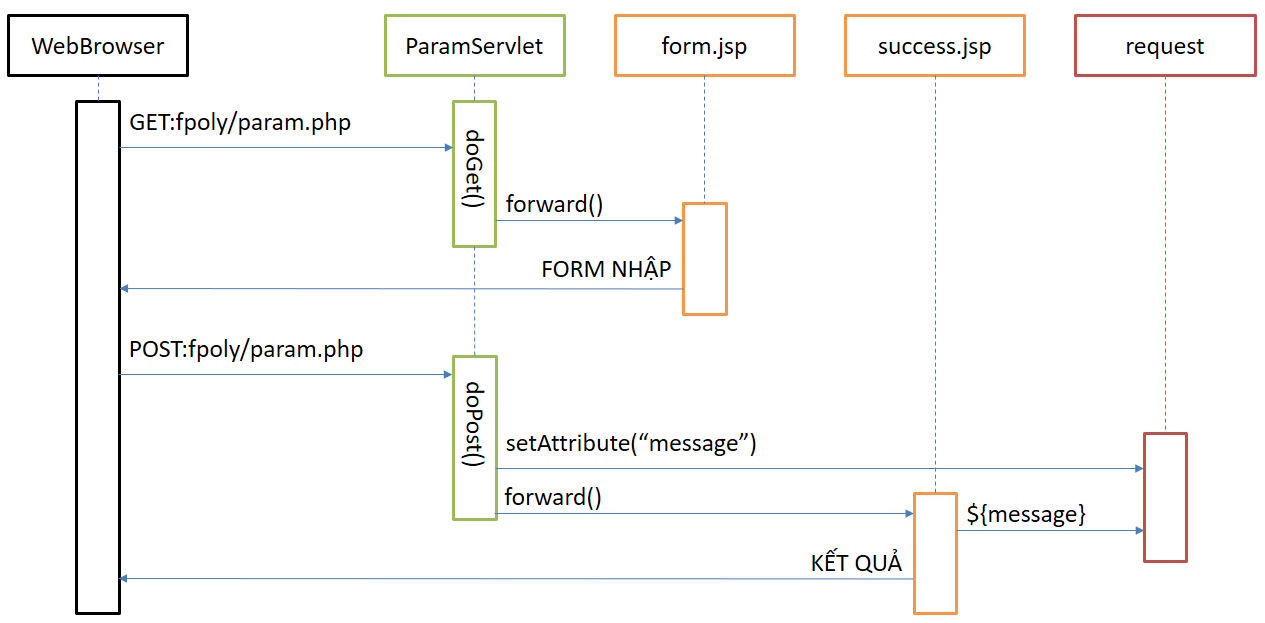 WebBrowser
ParamServlet
form.jsp
success.jsp
request
GET:fpoly/param.php
doGet()
forward()
FORM NHẬP
POST:fpoly/param.php
doPost()
setAttribute(“message”)
forward()
${message}
KẾT QUẢ